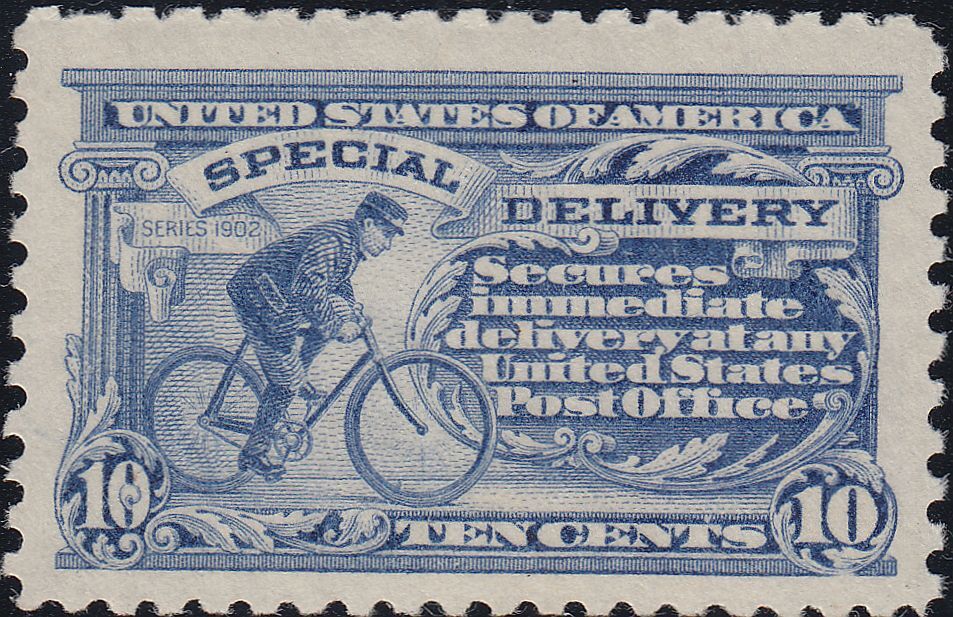 UNITED STATES OF AMERICA
SPECIAL
DELIVERY
SERIES 1902
Secures
immediate
delivery at any
United States
Post Office
10
TEN CENTS
10